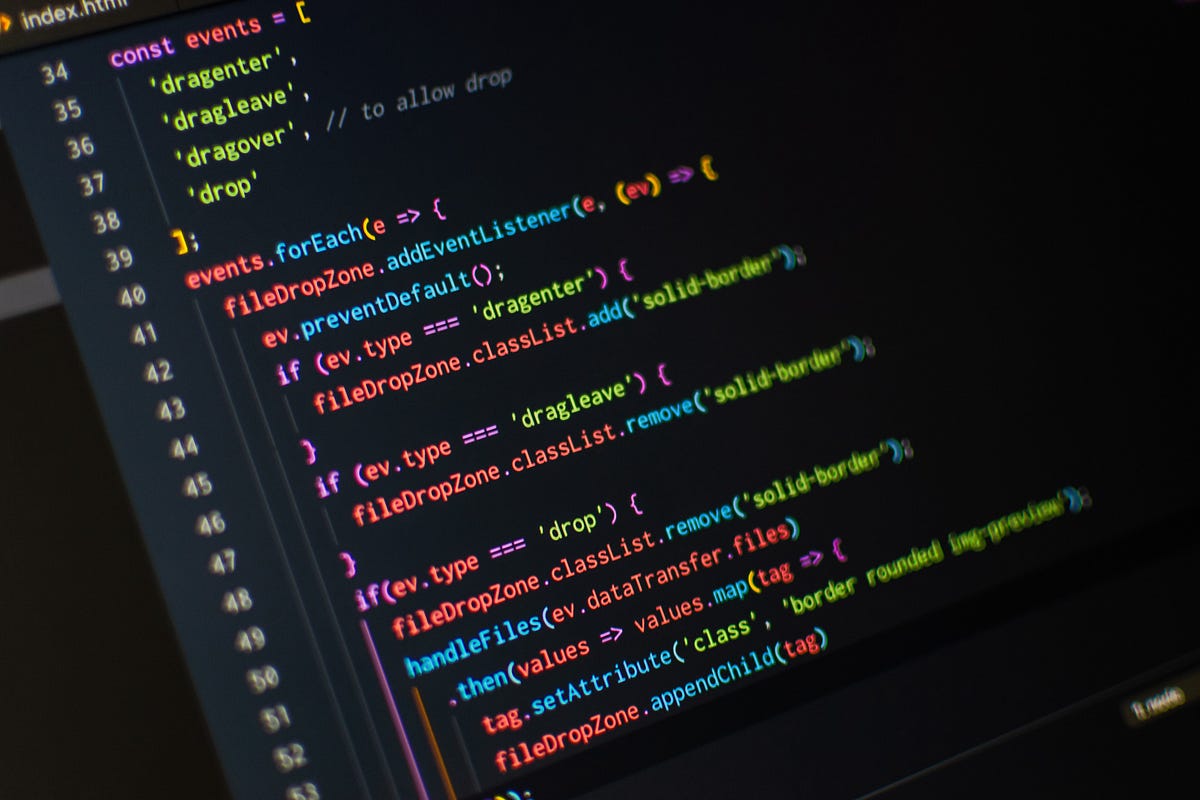 index.html
34 const events = [
35 'dragenter',
36 'dragleave',
37 'dragover', // to allow drop
38 'drop'
39 ];
40 events.forEach(e => {
41 fileDropZone.addEventListener(e, (ev) => {
42 ev.preventDefault();
43 if (ev.type === 'dragenter') {
44 fileDropZone.classList.add('solid-border');
45 }
46 if (ev.type === 'dragleave') {
47 fileDropZone.classList.remove('solid-border');
48 }
49 if(ev.type === 'drop') {
50 fileDropZone.classList.remove('solid-border');
51 handleFiles(ev.dataTransfer.files)
52 .then(values => values.map(tag => {
53 tag.setAttribute('class', 'border rounded img-preview');
fileDropZone.appendChild(tag)